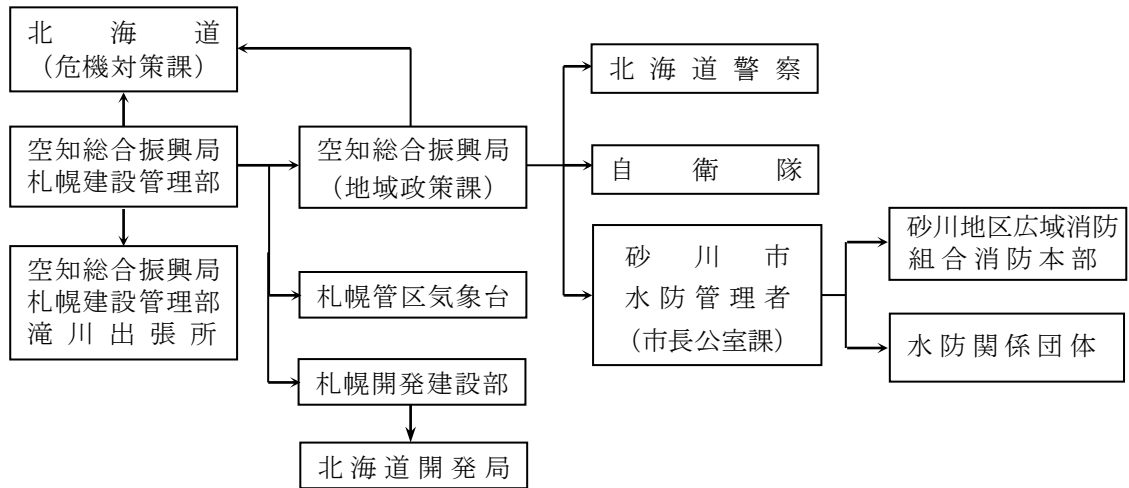 北海道
（危機対策課）
空知総合振興局
札幌建設管理部
空知総合振興局
札幌建設管理部
滝川出張所
空知総合振興局
（地域政策課）
札幌管区気象台
札幌開発建設部
北海道開発局
北海道警察
自衛隊
砂川市
水防管理者
（市長公室課）
砂川地区広域消防
組合消防本部
水防関係団体